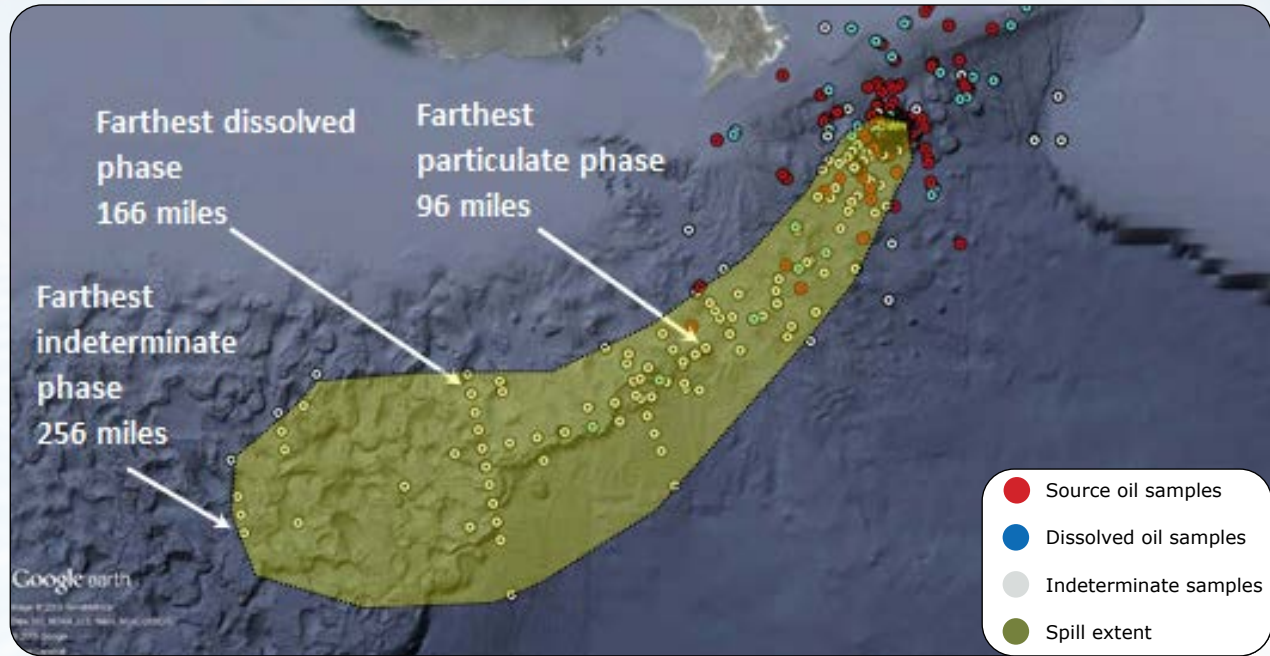 Farthest dissolved
phase
166 miles
Farthest
particulate phase
96 miles
Farthest
indeterminate
phase
256 miles
Source oil samples
Dissolved oil samples
Indeterminate samples
Spill extent
Google earth